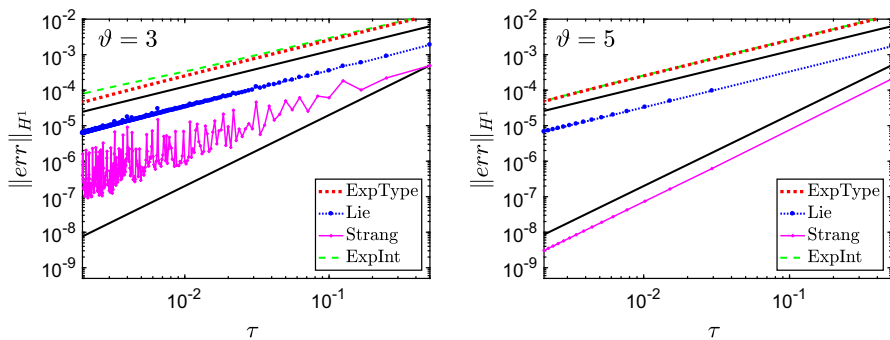 10^-2
10^-3
10^-4
10^-5
10^-6
10^-7
10^-8
10^-9
‖err‖_{H^1}
ϑ = 3
ExpType
Lie
Strang
ExpInt
10^-2
10^-1
τ
10^-2
10^-3
10^-4
10^-5
10^-6
10^-7
10^-8
10^-9
‖err‖_{H^1}
ϑ = 5
ExpType
Lie
Strang
ExpInt
10^-2
10^-1
τ